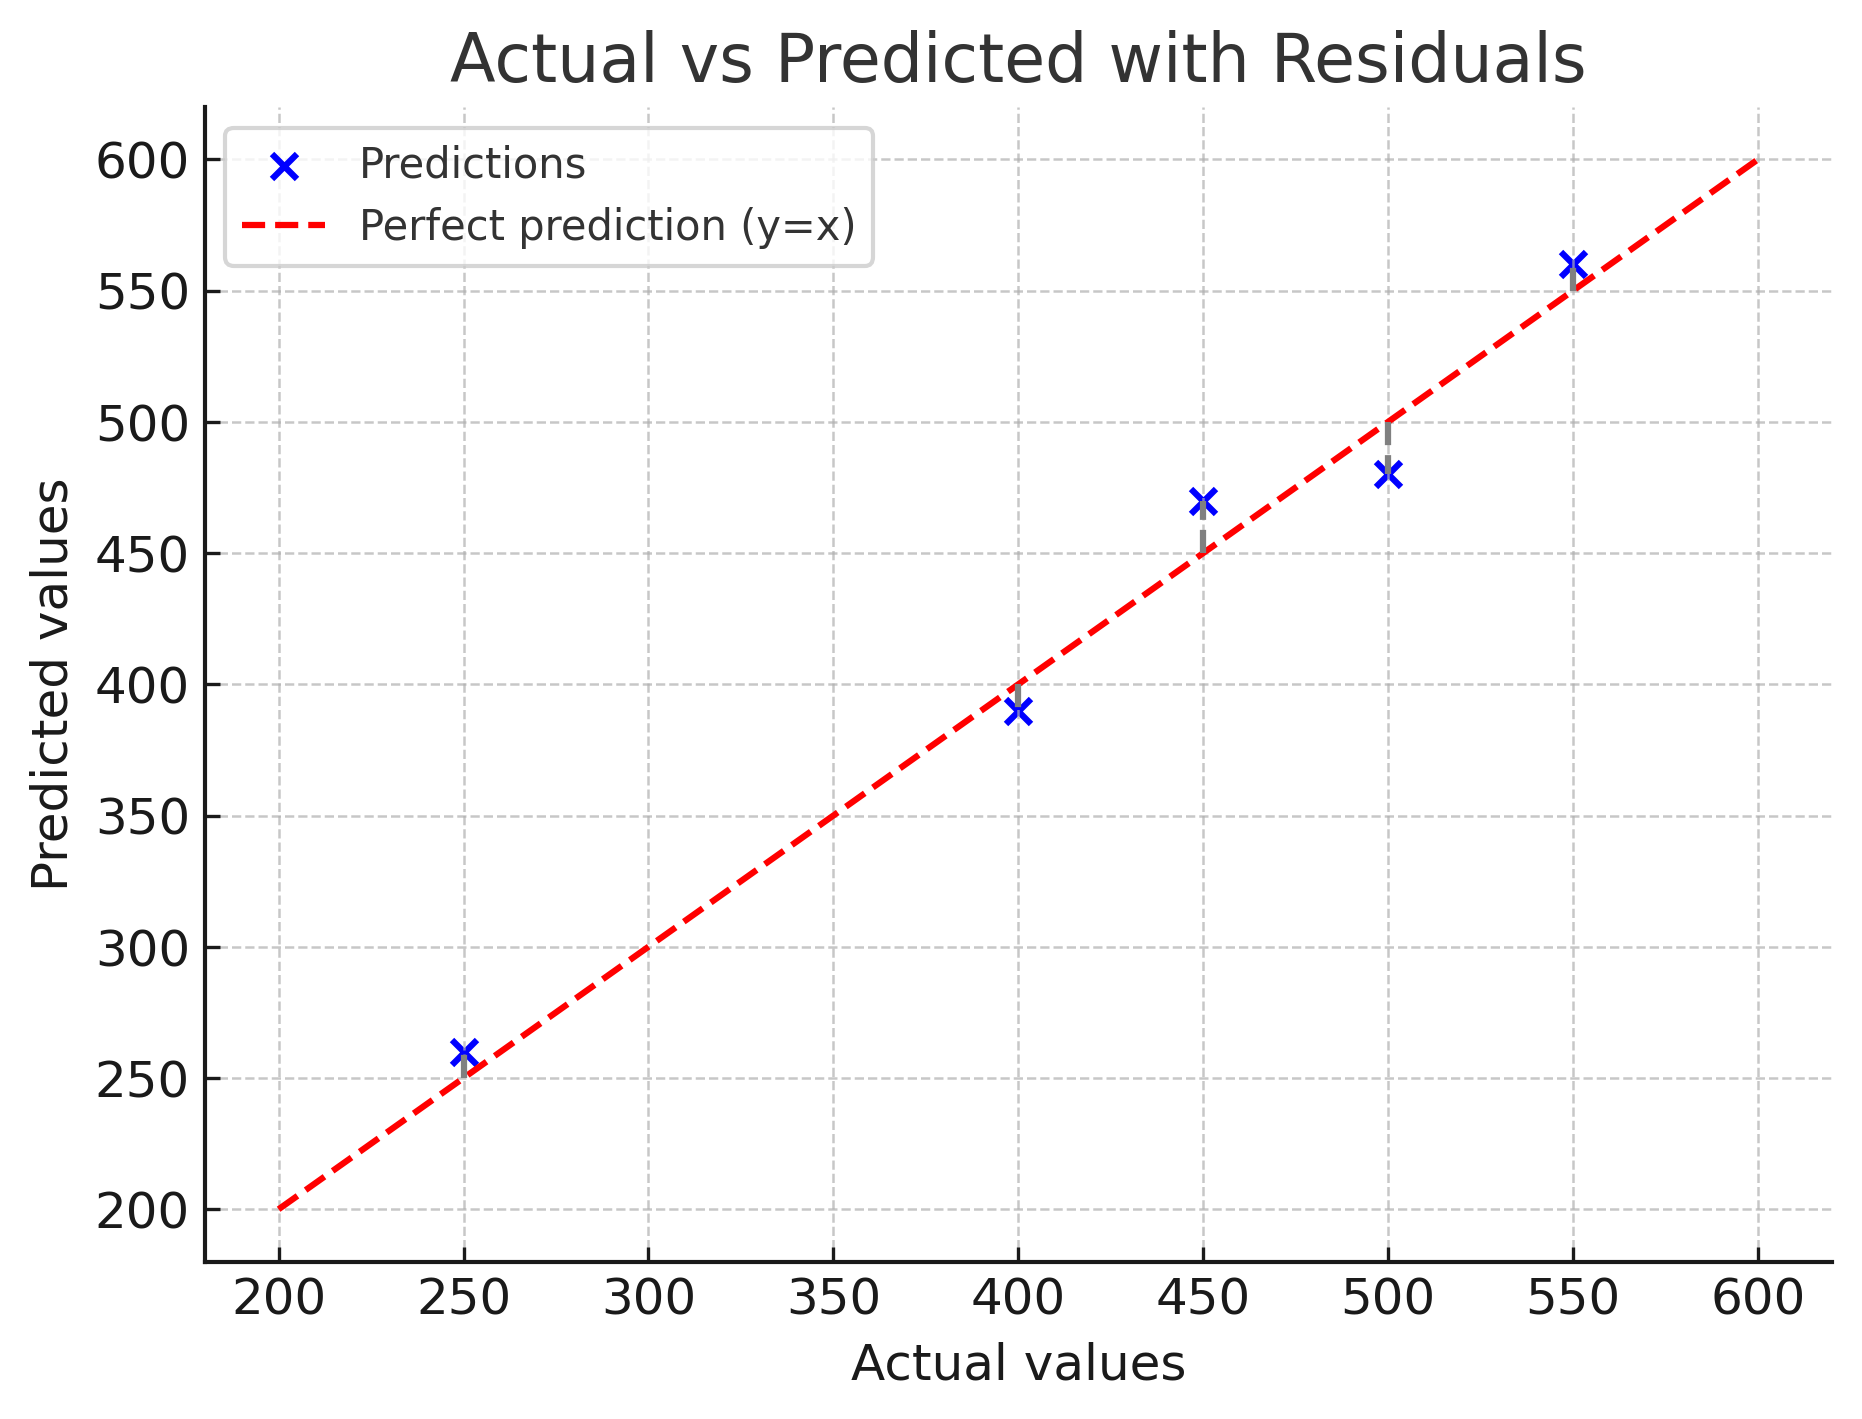 Actual vs Predicted with Residuals
Predictions
Perfect prediction (y=x)
Predicted values
600
550
500
450
400
350
300
250
200
200 250 300 350 400 450 500 550 600
Actual values